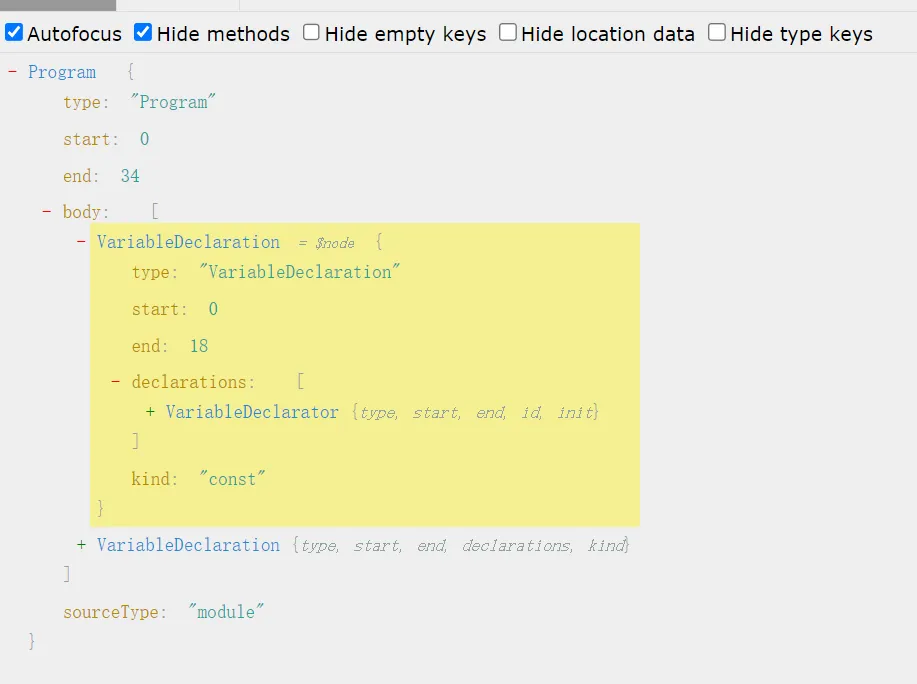 Autofocus Hide methods Hide empty keys Hide location data Hide type keys
- Program {
type: "Program"
start: 0
end: 34
- body: [
- VariableDeclaration = $node {
type: "VariableDeclaration"
start: 0
end: 18
- declarations: [
+ VariableDeclarator {type, start, end, id, init}
]
kind: "const"
}
+ VariableDeclaration {type, start, end, declarations, kind}
]
sourceType: "module"
}